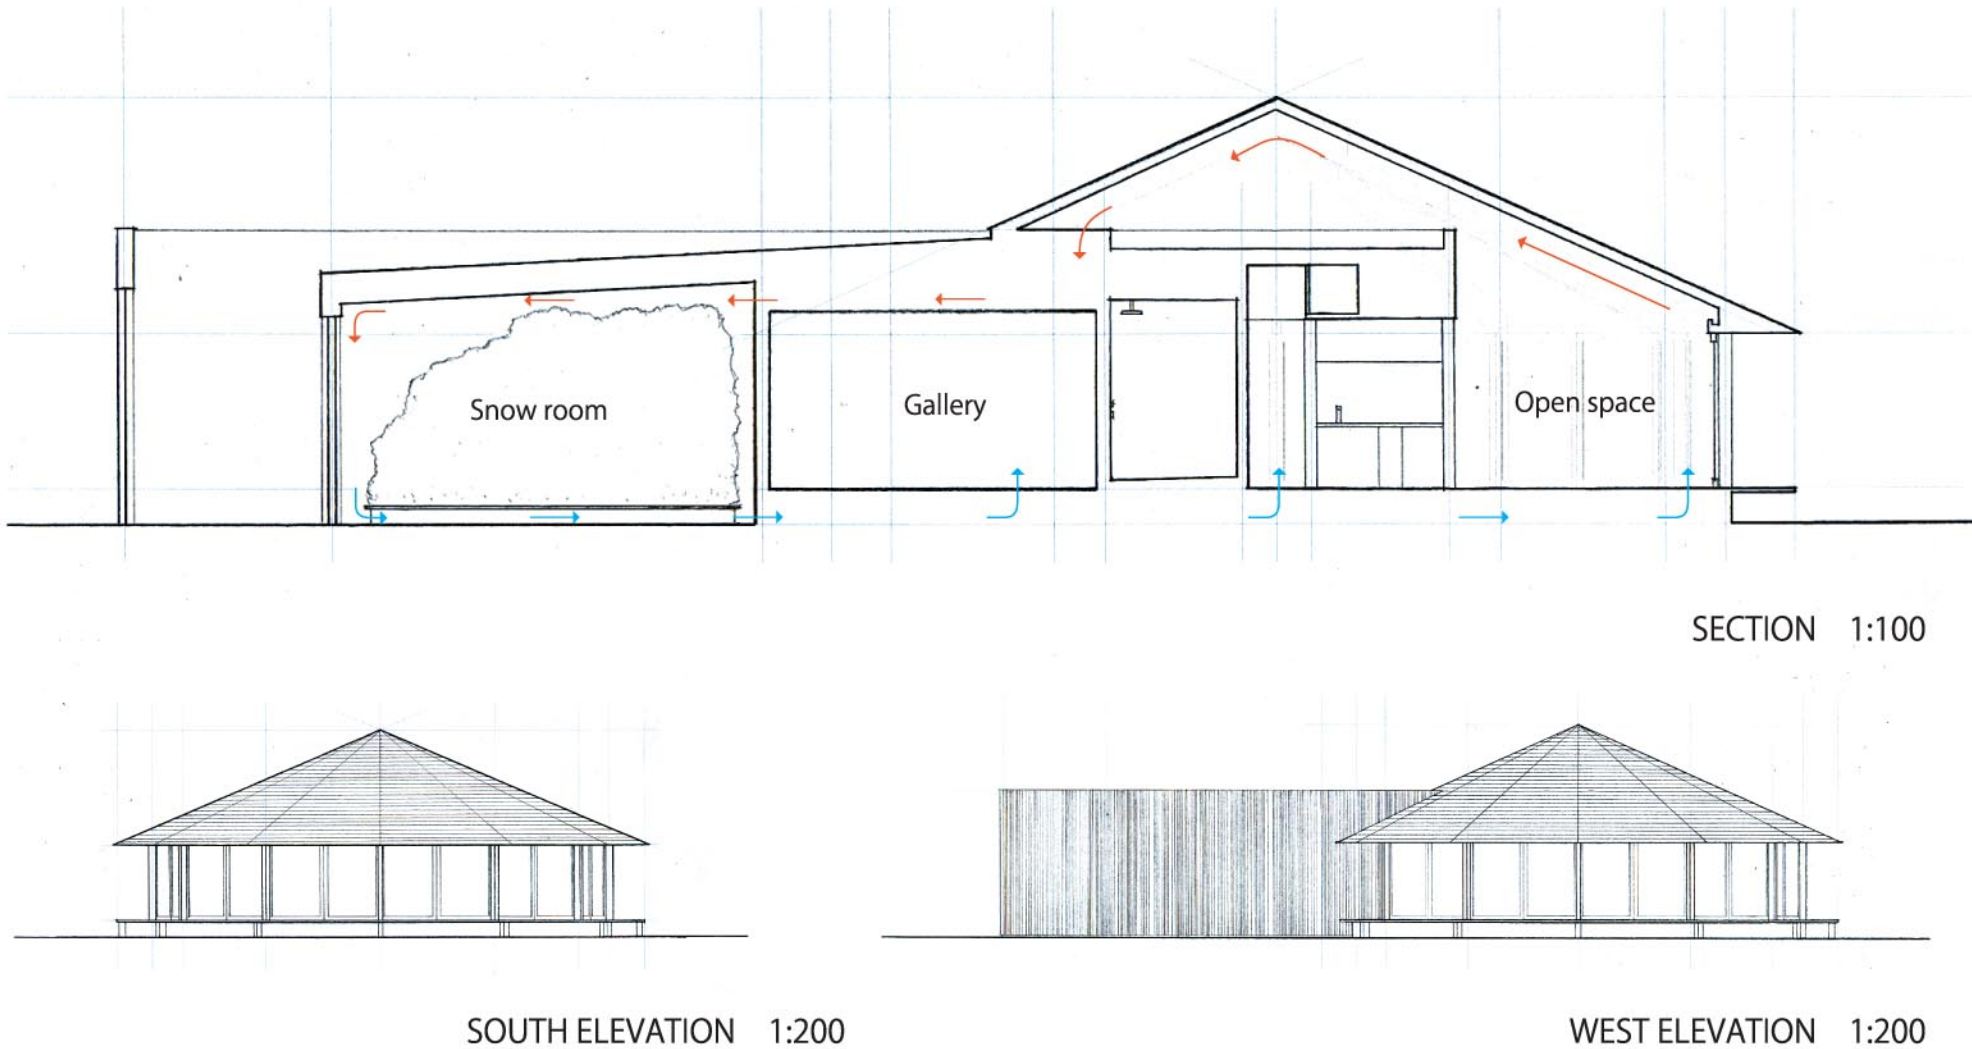 Snow room
Gallery
Open space
SECTION 1:100
SOUTH ELEVATION 1:200
WEST ELEVATION 1:200